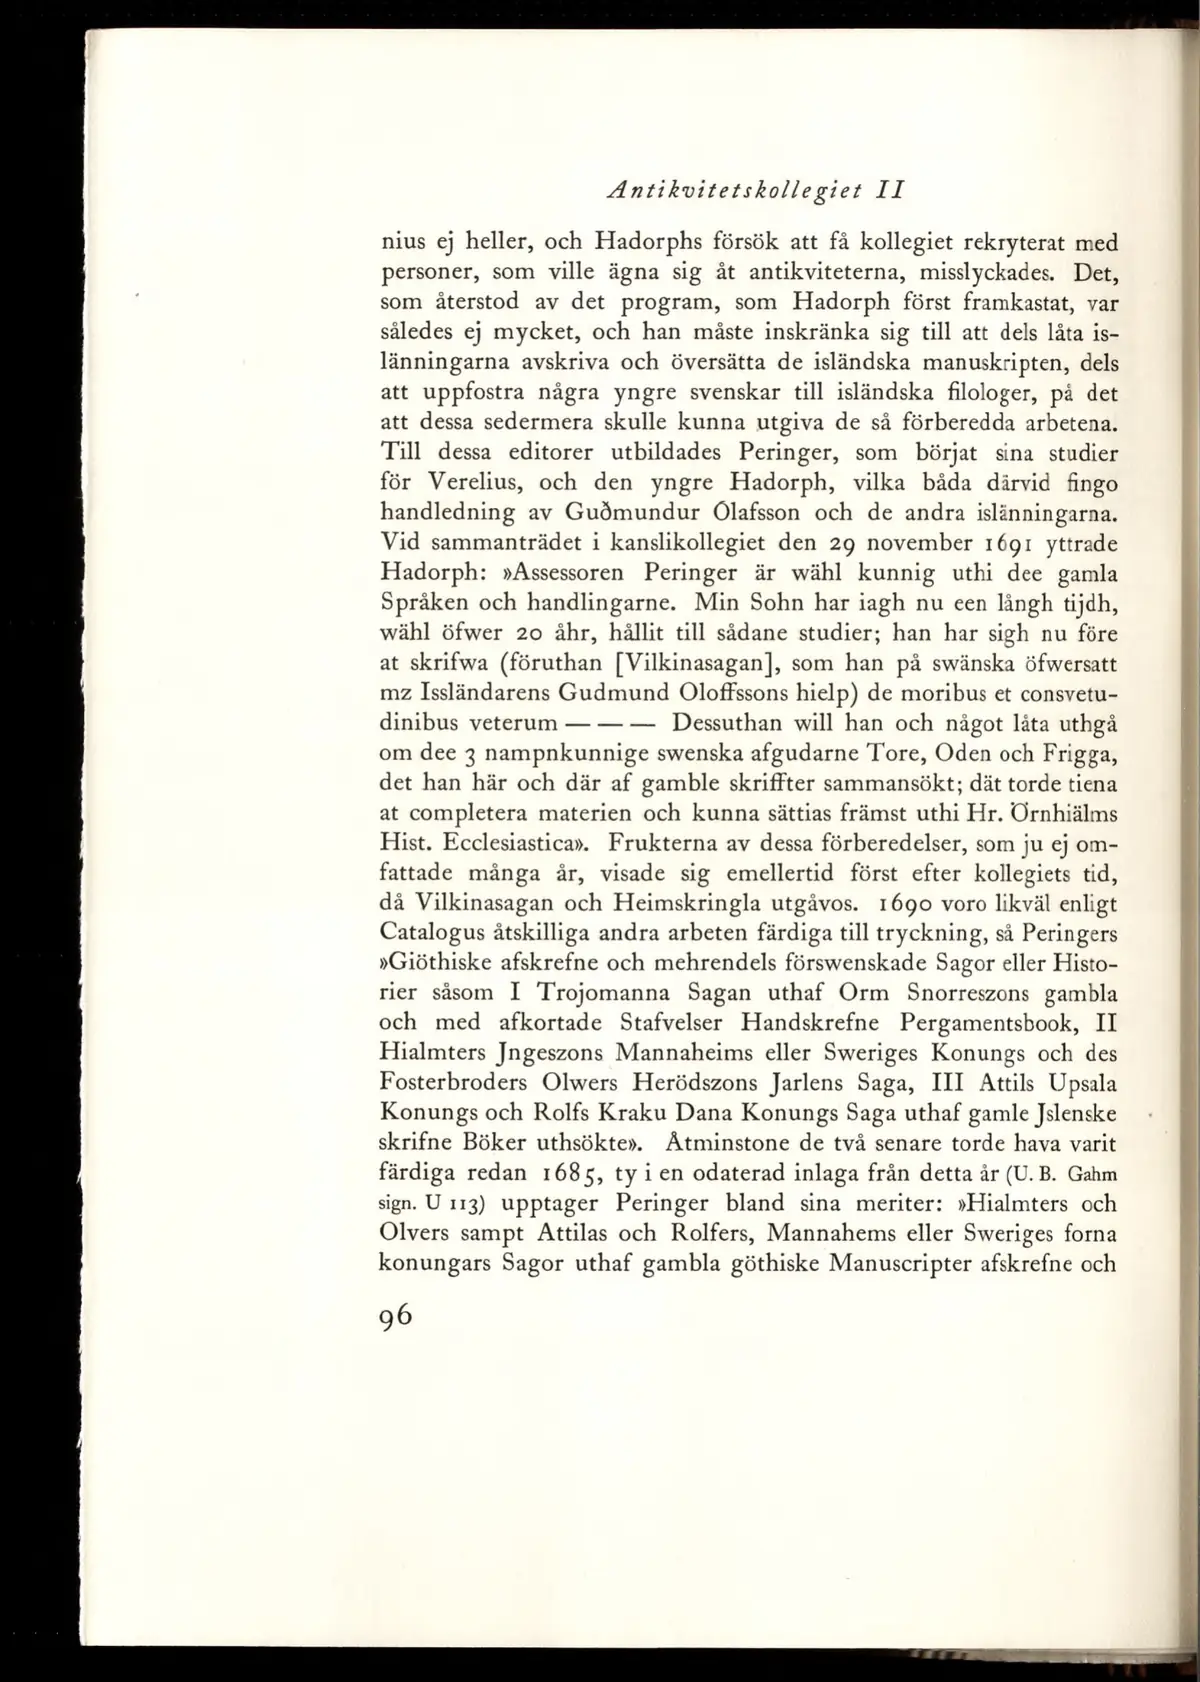 Antikvitetskollegiet II
nius ej heller, och Hadorphs försök att få kollegiet rekryterat med
personer, som ville ägna sig åt antikviteterna, misslyckades. Det,
som återstod av det program, som Hadorph först framkastat, var
således ej mycket, och han måste inskränka sig till att dels låta is-
länningarna avskriva och översätta de isländska manuskripten, dels
att uppfostra några yngre svenskar till isländska filologer, på det
att dessa sedermera skulle kunna utgiva de så förberedda arbetena.
Till dessa editorer utbildades Peringer, som börjat sina studier
för Verelius, och den yngre Hadorph, vilka båda därvid fingo
handledning av Guðmundur Ólafsson och de andra islänningarna.
Vid sammanträdet i kanslikollegiet den 29 november 1691 yttrade
Hadorph: »Assessoren Peringer är wähl kunnig uthi dee gamla
Språken och handlingarne. Min Sohn har iagh nu een långh tijdh,
wähl öfwer 20 åhr, hållit till sådane studier; han har sigh nu före
at skrifwa (föruthan [Vilkinasagan], som han på swänska öfwersatt
mz Issländarens Gudmund Oloffssons hielp) de moribus et consvetu-
dinibus veterum — — — Dessuthan will han och något låta uthgå
om dee 3 nampnkunnige swenska afgudarne Tore, Oden och Frigga,
det han här och där af gamble skriffter sammansökt; dät torde tiena
at completera materien och kunna sättias främst uthi Hr. Örnhiälms
Hist. Ecclesiastica». Frukterna av dessa förberedelser, som ju ej om-
fattade många år, visade sig emellertid först efter kollegiets tid,
då Vilkinasagan och Heimskringla utgåvos. 1690 voro likväl enligt
Catalogus åtskilliga andra arbeten färdiga till tryckning, så Peringers
»Giöthiske afskrefne och mehrendels förswenskade Sagor eller Histo-
rier såsom I Trojomanna Sagan uthaf Orm Snorreszons gambla
och med afkortade Stafvelser Handskrefne Pergamentsbook, II
Hialmters Jngeszons Mannaheims eller Sweriges Konungs och des
Fosterbroders Olwers Herödszons Jarlens Saga, III Attils Upsala
Konungs och Rolfs Kraku Dana Konungs Saga uthaf gamle Jslenske
skrifne Böker uthsökte». Åtminstone de två senare torde hava varit
färdiga redan 1685, ty i en odaterad inlaga från detta år (U. B. Gahm
sign. U 113) upptager Peringer bland sina meriter: »Hialmters och
Olvers sampt Attilas och Rolfers, Mannahems eller Sweriges forna
konungars Sagor uthaf gambla göthiske Manuscripter afskrefne och
96